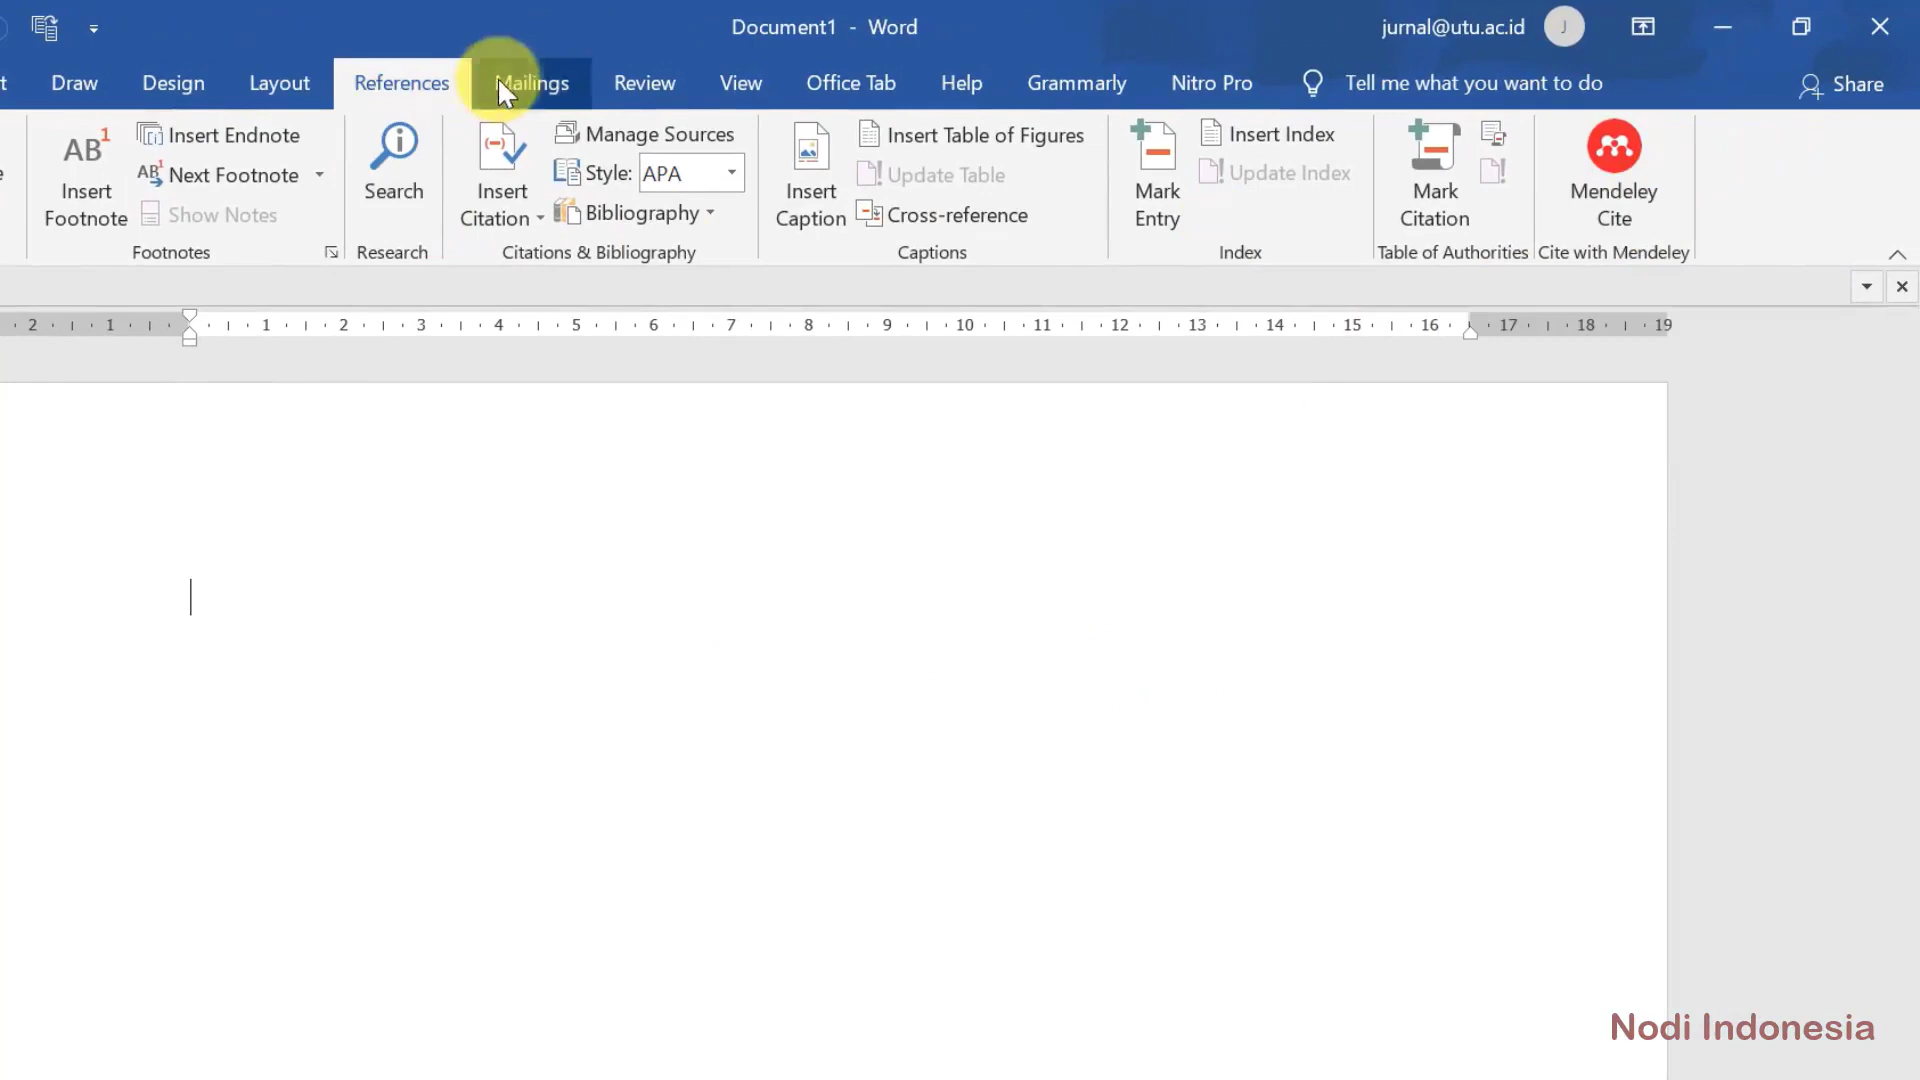 Document1 - Word
jurnal@utu.ac.id
J
Draw
Design
Layout
References
Mailings
Review
View
Office Tab
Help
Grammarly
Nitro Pro
Tell me what you want to do
Share
AB1
Insert
Footnote
Insert Endnote
AB1
Next Footnote
Show Notes
Footnotes
Search
Research
Insert
Citation
Manage Sources
Style: APA
Bibliography
Citations & Bibliography
Insert
Caption
Insert Table of Figures
Update Table
Cross-reference
Captions
Mark
Entry
Insert Index
Update Index
Index
Mark
Citation
Table of Authorities
Mendeley
Cite
Cite with Mendeley
2 1 1 2 3 4 5 6 7 8 9 10 11 12 13 14 15 16 17 18 19
Nodi Indonesia